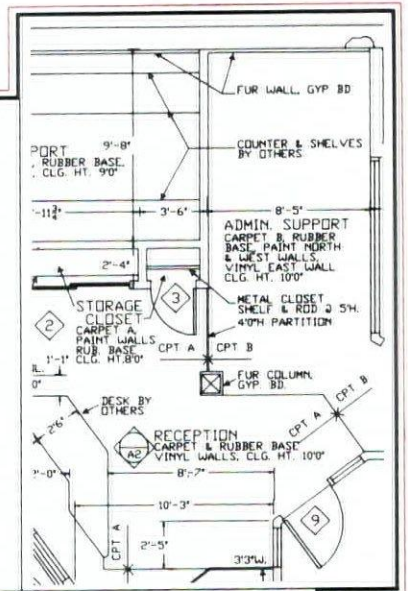 FUR WALL, GYP BD
PORT 9'-8"
RUBBER BASE,
CLG. HT. 9'0"
COUNTER & SHELVES
BY OTHERS
-11¾" 3'-6" 8'-5"
ADMIN. SUPPORT
CARPET B, RUBBER
BASE, PAINT NORTH
& WEST WALLS,
VINYL EAST WALL
CLG. HT. 10'0"
2'-4"
3
METAL CLOSET
SHELF & ROD @ 5'H.
4'0"H PARTITION
2
STORAGE
CLOSET
CARPET A,
PAINT WALLS
RUB. BASE
CLG. HT. 8'0"
CPT A CPT B
1'-1"
FUR COLUMN,
GYP. BD.
CPT A CPT B
DESK BY
OTHERS
2'6"
A2
RECEPTION
CARPET & RUBBER BASE
VINYL WALLS, CLG. HT. 10'0"
'-0" 8'-7"
10'-3"
9
CPT A
2'-5"
3'3"W.